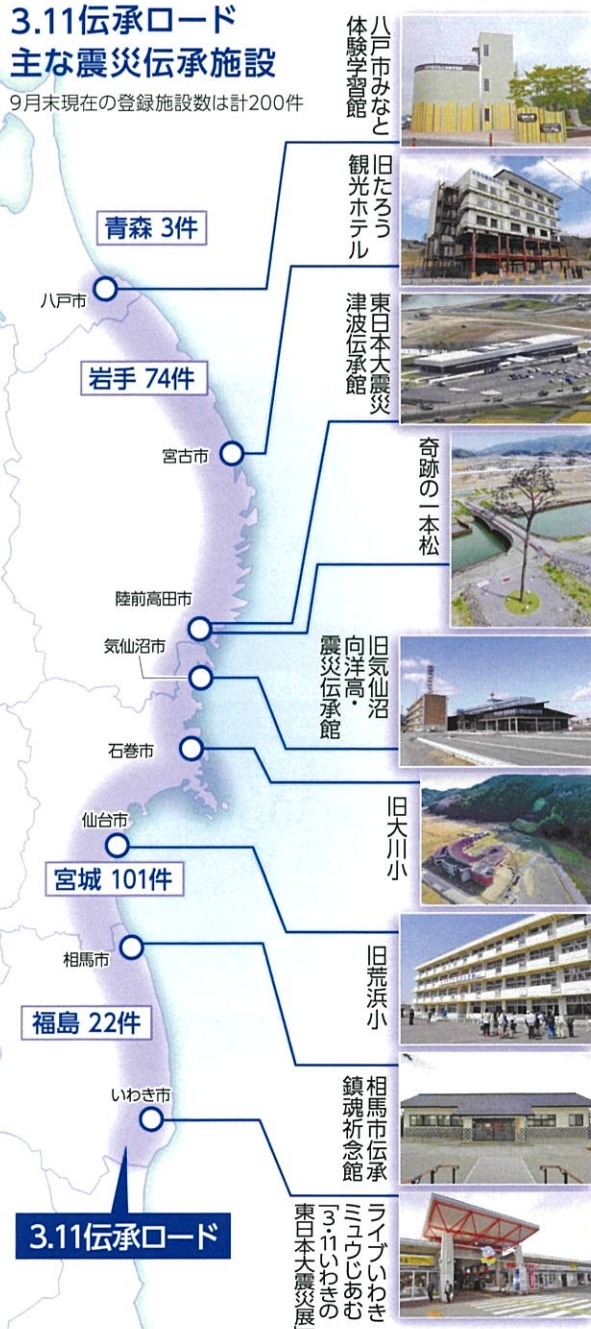 3.11伝承ロード
主な震災伝承施設
9月末現在の登録施設数は計200件
八戸市みなと
体験学習館
旧たろう
観光ホテル
青森 3件
八戸市
東日本大震災
津波伝承館
岩手 74件
宮古市
奇跡の一本松
陸前高田市
気仙沼市
旧気仙沼
向洋高・
震災伝承館
石巻市
旧大川小
仙台市
宮城 101件
旧荒浜小
相馬市
福島 22件
相馬市伝承
鎮魂祈念館
いわき市
ライブいわき
ミュウじあむ
「3・11いわきの
東日本大震災展」
3.11伝承ロード